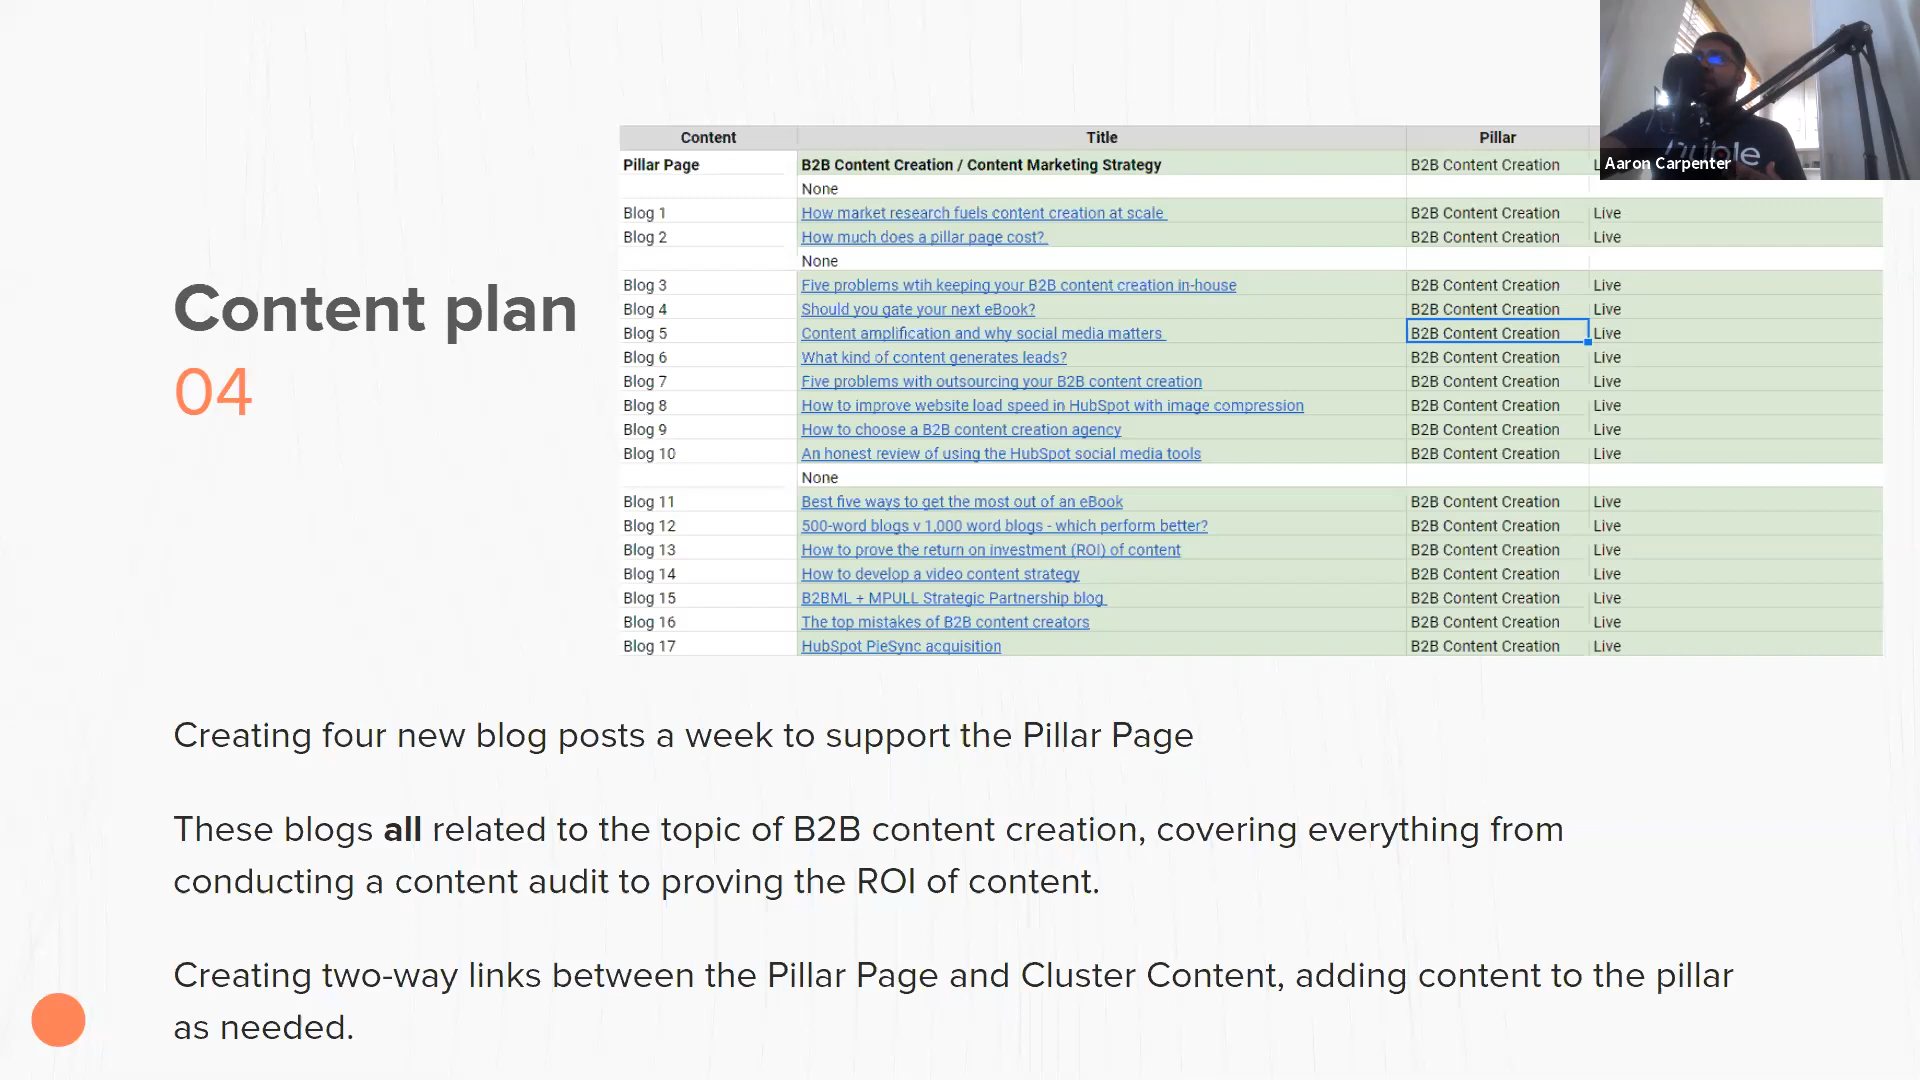 Content Title Pillar
Pillar Page B2B Content Creation / Content Marketing Strategy B2B Content Creation
None
Blog 1 How market research fuels content creation at scale B2B Content Creation Live
Blog 2 How much does a pillar page cost? B2B Content Creation Live
None
Blog 3 Five problems wtih keeping your B2B content creation in-house B2B Content Creation Live
Blog 4 Should you gate your next eBook? B2B Content Creation Live
Blog 5 Content amplification and why social media matters B2B Content Creation Live
Blog 6 What kind of content generates leads? B2B Content Creation Live
Blog 7 Five problems with outsourcing your B2B content creation B2B Content Creation Live
Blog 8 How to improve website load speed in HubSpot with image compression B2B Content Creation Live
Blog 9 How to choose a B2B content creation agency B2B Content Creation Live
Blog 10 An honest review of using the HubSpot social media tools B2B Content Creation Live
None
Blog 11 Best five ways to get the most out of an eBook B2B Content Creation Live
Blog 12 500-word blogs v 1,000 word blogs - which perform better? B2B Content Creation Live
Blog 13 How to prove the return on investment (ROI) of content B2B Content Creation Live
Blog 14 How to develop a video content strategy B2B Content Creation Live
Blog 15 B2BML + MPULL Strategic Partnership blog B2B Content Creation Live
Blog 16 The top mistakes of B2B content creators B2B Content Creation Live
Blog 17 HubSpot PieSync acquisition B2B Content Creation Live
Aaron Carpenter
Content plan
04
Creating four new blog posts a week to support the Pillar Page
These blogs all related to the topic of B2B content creation, covering everything from
conducting a content audit to proving the ROI of content.
Creating two-way links between the Pillar Page and Cluster Content, adding content to the pillar
as needed.